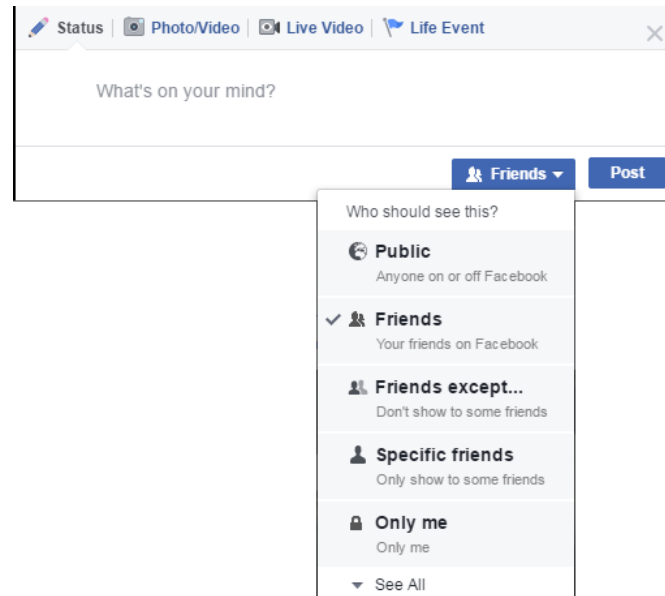 Status Photo/Video Live Video Life Event
What's on your mind?
Friends Post
Who should see this?
Public
Anyone on or off Facebook
Friends
Your friends on Facebook
Friends except...
Don't show to some friends
Specific friends
Only show to some friends
Only me
Only me
See All